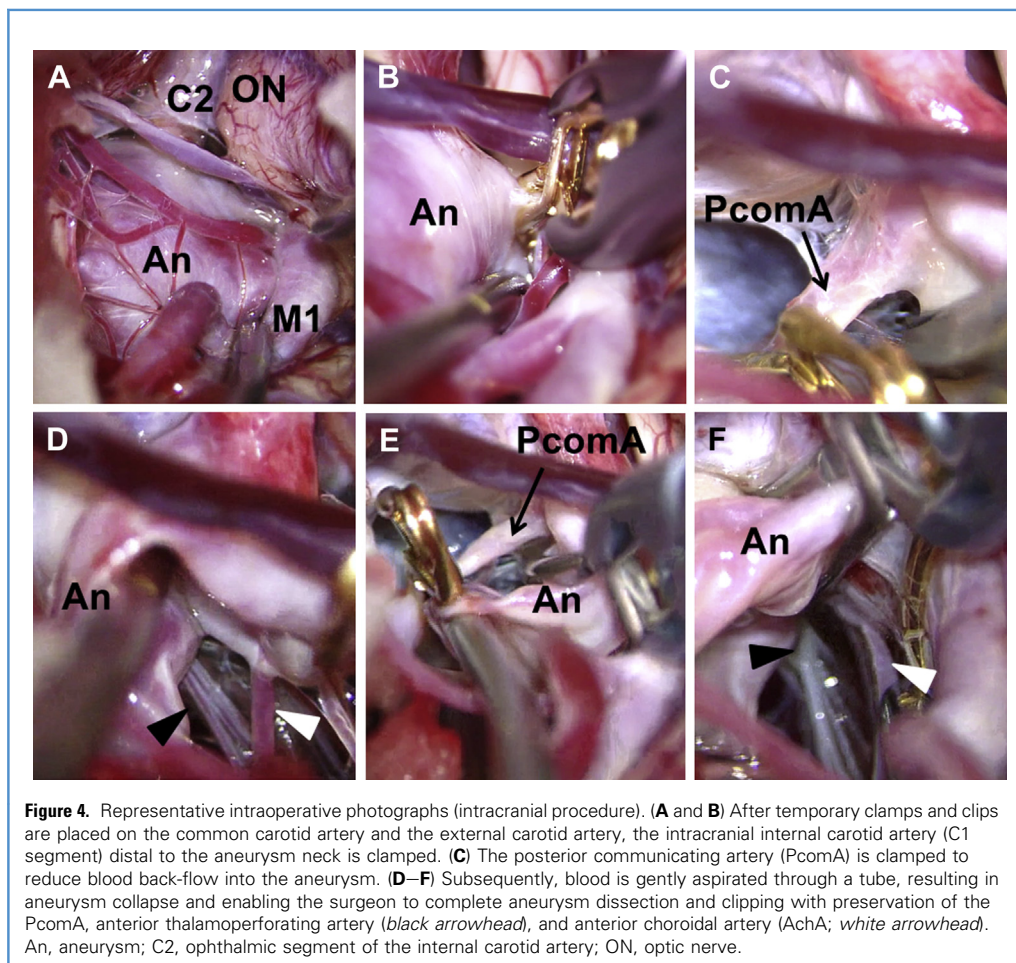 A
C2
ON
An
M1
B
An
C
PcomA
D
An
E
PcomA
An
F
An
Figure 4. Representative intraoperative photographs (intracranial procedure). (A and B) After temporary clamps and clips
are placed on the common carotid artery and the external carotid artery, the intracranial internal carotid artery (C1
segment) distal to the aneurysm neck is clamped. (C) The posterior communicating artery (PcomA) is clamped to
reduce blood back-flow into the aneurysm. (D–F) Subsequently, blood is gently aspirated through a tube, resulting in
aneurysm collapse and enabling the surgeon to complete aneurysm dissection and clipping with preservation of the
PcomA, anterior thalamoperforating artery (black arrowhead), and anterior choroidal artery (AchA; white arrowhead).
An, aneurysm; C2, ophthalmic segment of the internal carotid artery; ON, optic nerve.